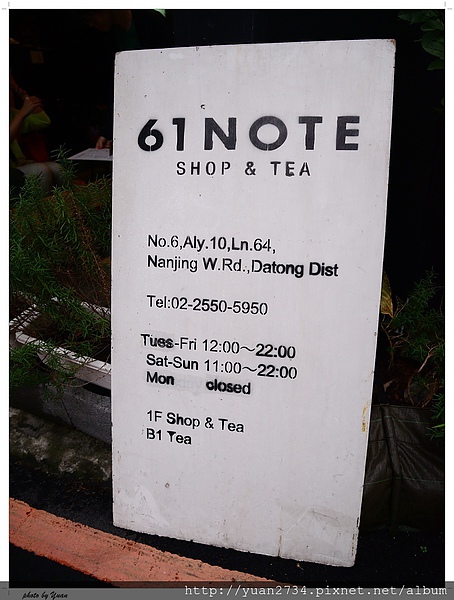 61NOTE
SHOP & TEA
No.6,Aly.10,Ln.64,
Nanjing W.Rd.,Datong Dist
Tel:02-2550-5950
Tues-Fri 12:00～22:00
Sat-Sun 11:00～22:00
Mon closed
1F Shop & Tea
B1 Tea
photo by Yuan
http://yuan2734.pixnet.net/album